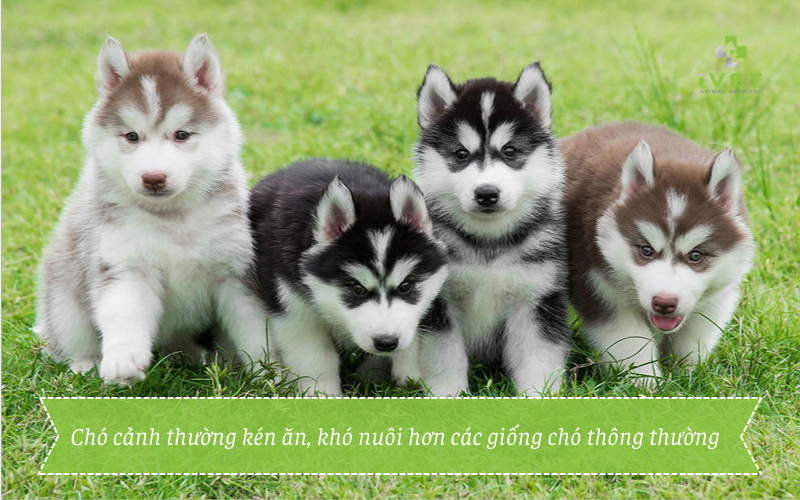 iVET
ANIMAL HOSPITAL
Chó cảnh thường kén ăn, khó nuôi hơn các giống chó thông thường